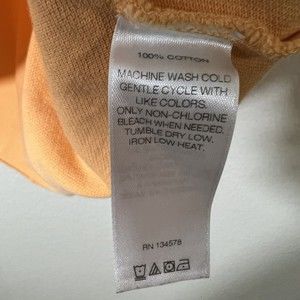 100% COTTON
MACHINE WASH COLD
GENTLE CYCLE WITH
LIKE COLORS.
ONLY NON-CHLORINE
BLEACH WHEN NEEDED.
TUMBLE DRY LOW.
IRON LOW HEAT.
RN 134578